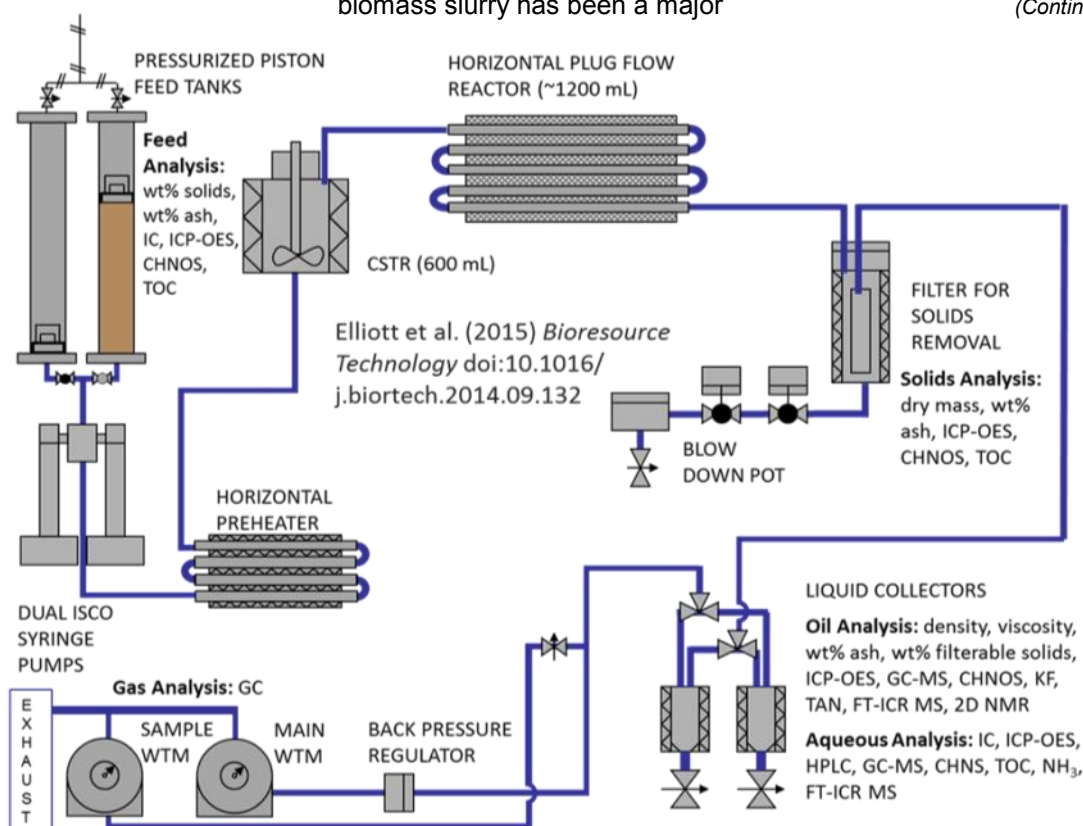 biomass slurry has been a major
(Contin
PRESSURIZED PISTON
FEED TANKS
Feed
Analysis:
wt% solids,
wt% ash,
IC, ICP-OES,
CHNOS,
TOC
HORIZONTAL PLUG FLOW
REACTOR (~1200 mL)
CSTR (600 mL)
Elliott et al. (2015) Bioresource
Technology doi:10.1016/
j.biortech.2014.09.132
FILTER FOR
SOLIDS
REMOVAL
Solids Analysis:
dry mass, wt%
ash, ICP-OES,
CHNOS, TOC
BLOW
DOWN POT
HORIZONTAL
PREHEATER
DUAL ISCO
SYRINGE
PUMPS
LIQUID COLLECTORS
Oil Analysis: density, viscosity,
wt% ash, wt% filterable solids,
ICP-OES, GC-MS, CHNOS, KF,
TAN, FT-ICR MS, 2D NMR
Aqueous Analysis: IC, ICP-OES,
HPLC, GC-MS, CHNS, TOC, NH₃,
FT-ICR MS
Gas Analysis: GC
EXHAUST
SAMPLE
WTM
MAIN
WTM
BACK PRESSURE
REGULATOR